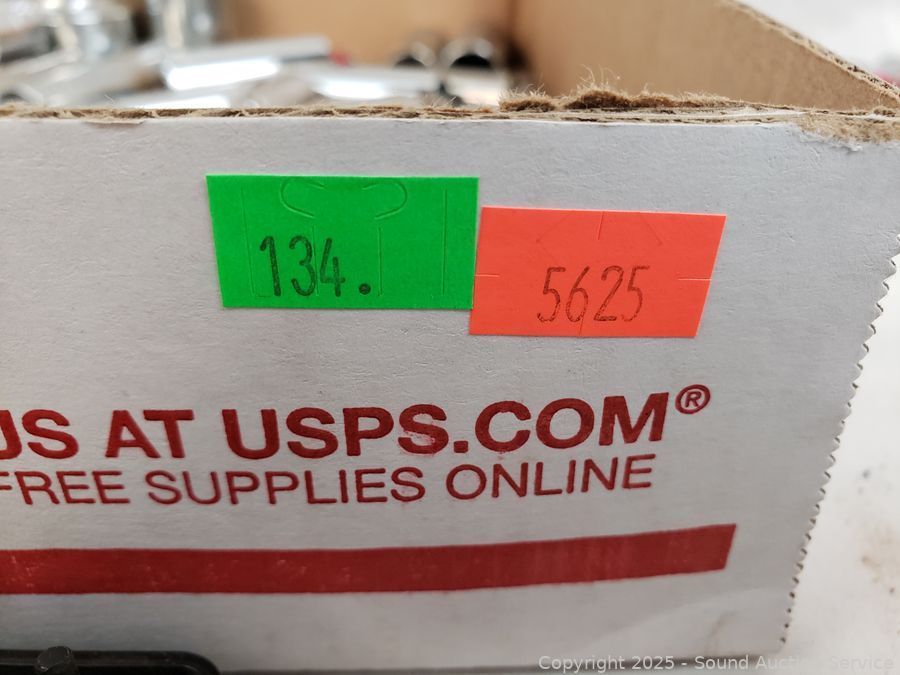 134.
5625
US AT USPS.COM®
FREE SUPPLIES ONLINE
Copyright 2025 - Sound Auction Service